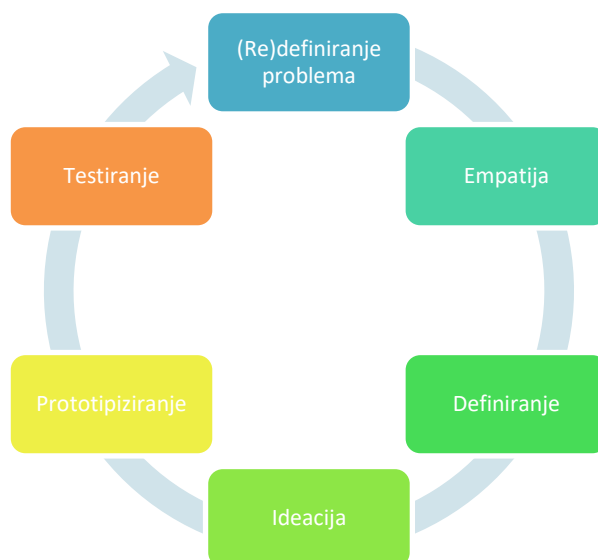 (Re)definiranje
problema
Empatija
Definiranje
Ideacija
Prototipiziranje
Testiranje